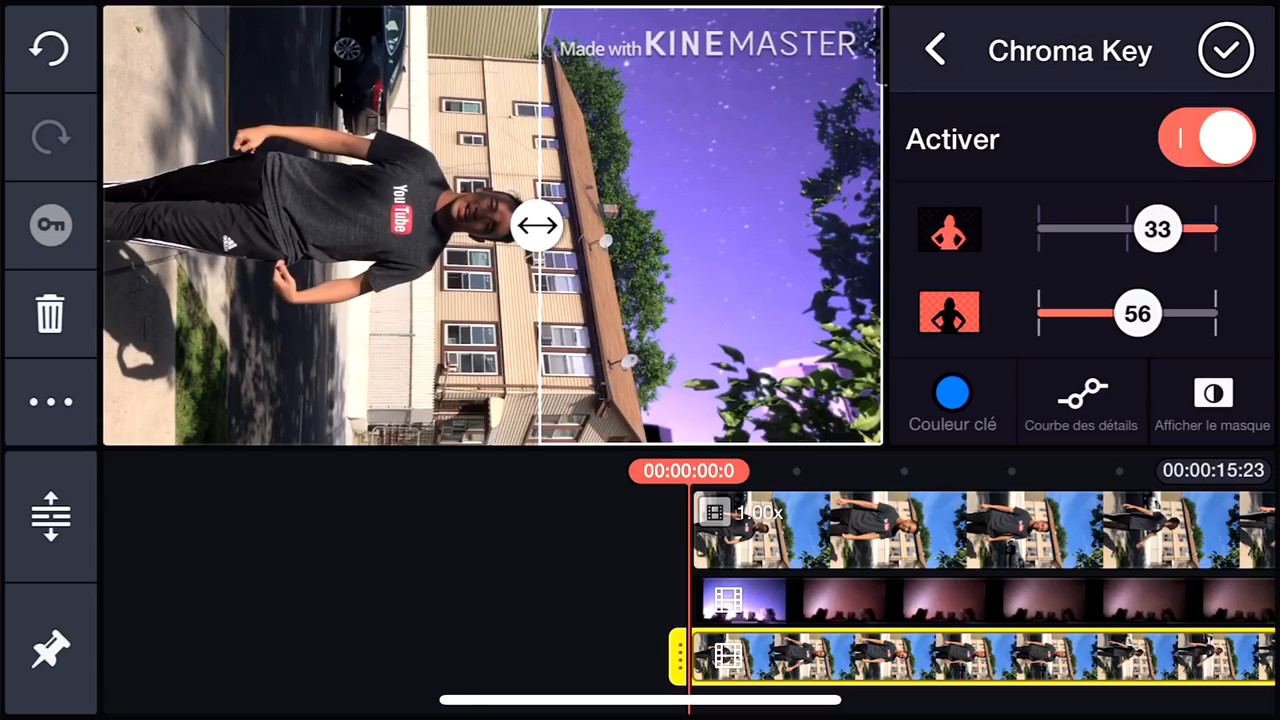 Made with KINEMASTER
YouTube
Chroma Key
Activer
33
56
Couleur clé
Courbe des détails
Afficher le masque
00:00:00:0
00:00:15:23
1.00x